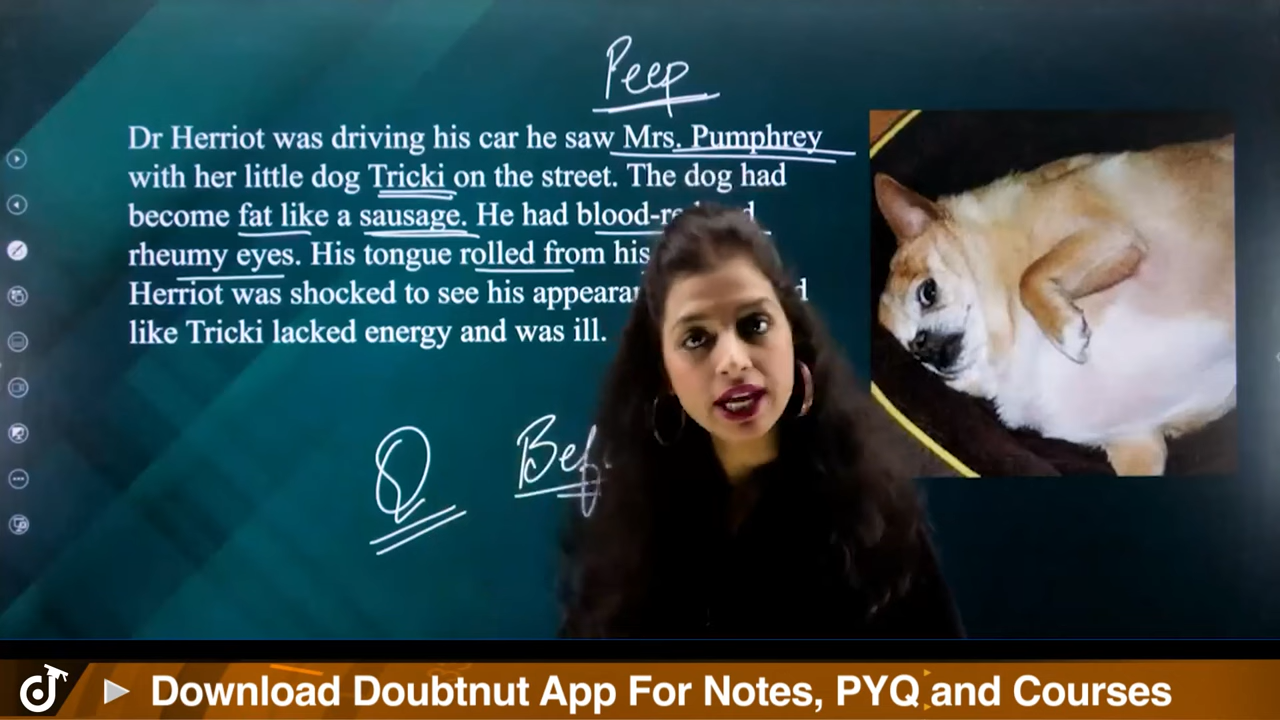 Peep
Dr Herriot was driving his car he saw Mrs. Pumphrey
with her little dog Tricki on the street. The dog had
become fat like a sausage. He had
rheumy eyes. His tongue rolled from his
Herriot was shocked to see his
like Tricki lacked energy and was ill.
Q
Download Doubtnut App For Notes, PYQ and Courses